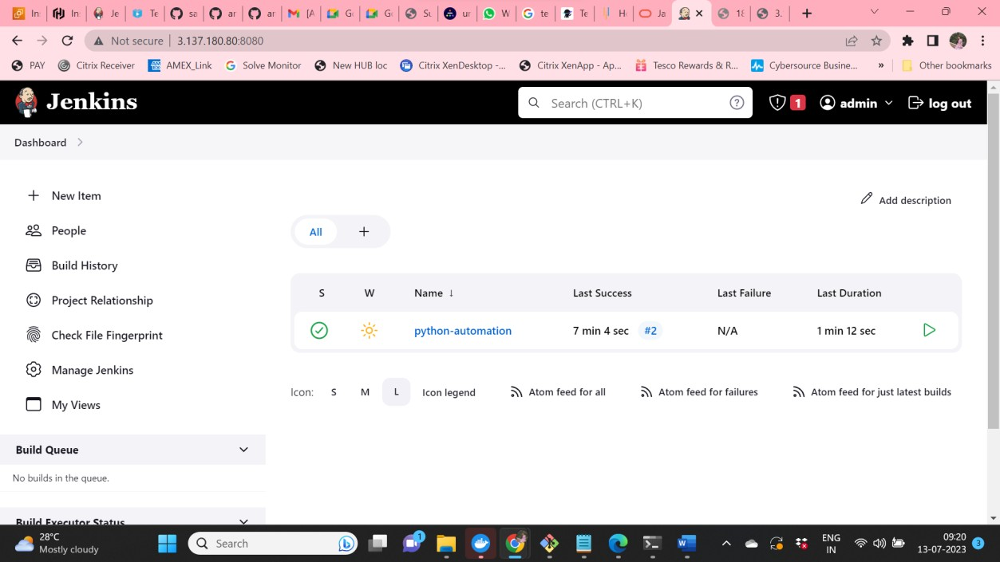 In
In
Je
Te
sa
ar
ar
[A
G
G
Su
ur
W
te
Te
H
Ja
18
3.
Not secure 3.137.180.80:8080
PAY Citrix Receiver AMEX_Link Solve Monitor New HUB loc Citrix XenDesktop -... Citrix XenApp - Ap... Tesco Rewards & R... Cybersource Busine... » Other bookmarks
Jenkins Search (CTRL+K) 1 admin log out
Dashboard
New Item
Add description
People
All +
Build History
S W Name ↓ Last Success Last Failure Last Duration
Project Relationship
python-automation 7 min 4 sec #2 N/A 1 min 12 sec
Check File Fingerprint
Manage Jenkins
Icon: S M L Icon legend Atom feed for all Atom feed for failures Atom feed for just latest builds
My Views
Build Queue
No builds in the queue.
Build Executor Status
28°C
Mostly cloudy
Search
1
ENG
IN
09:20
13-07-2023
3